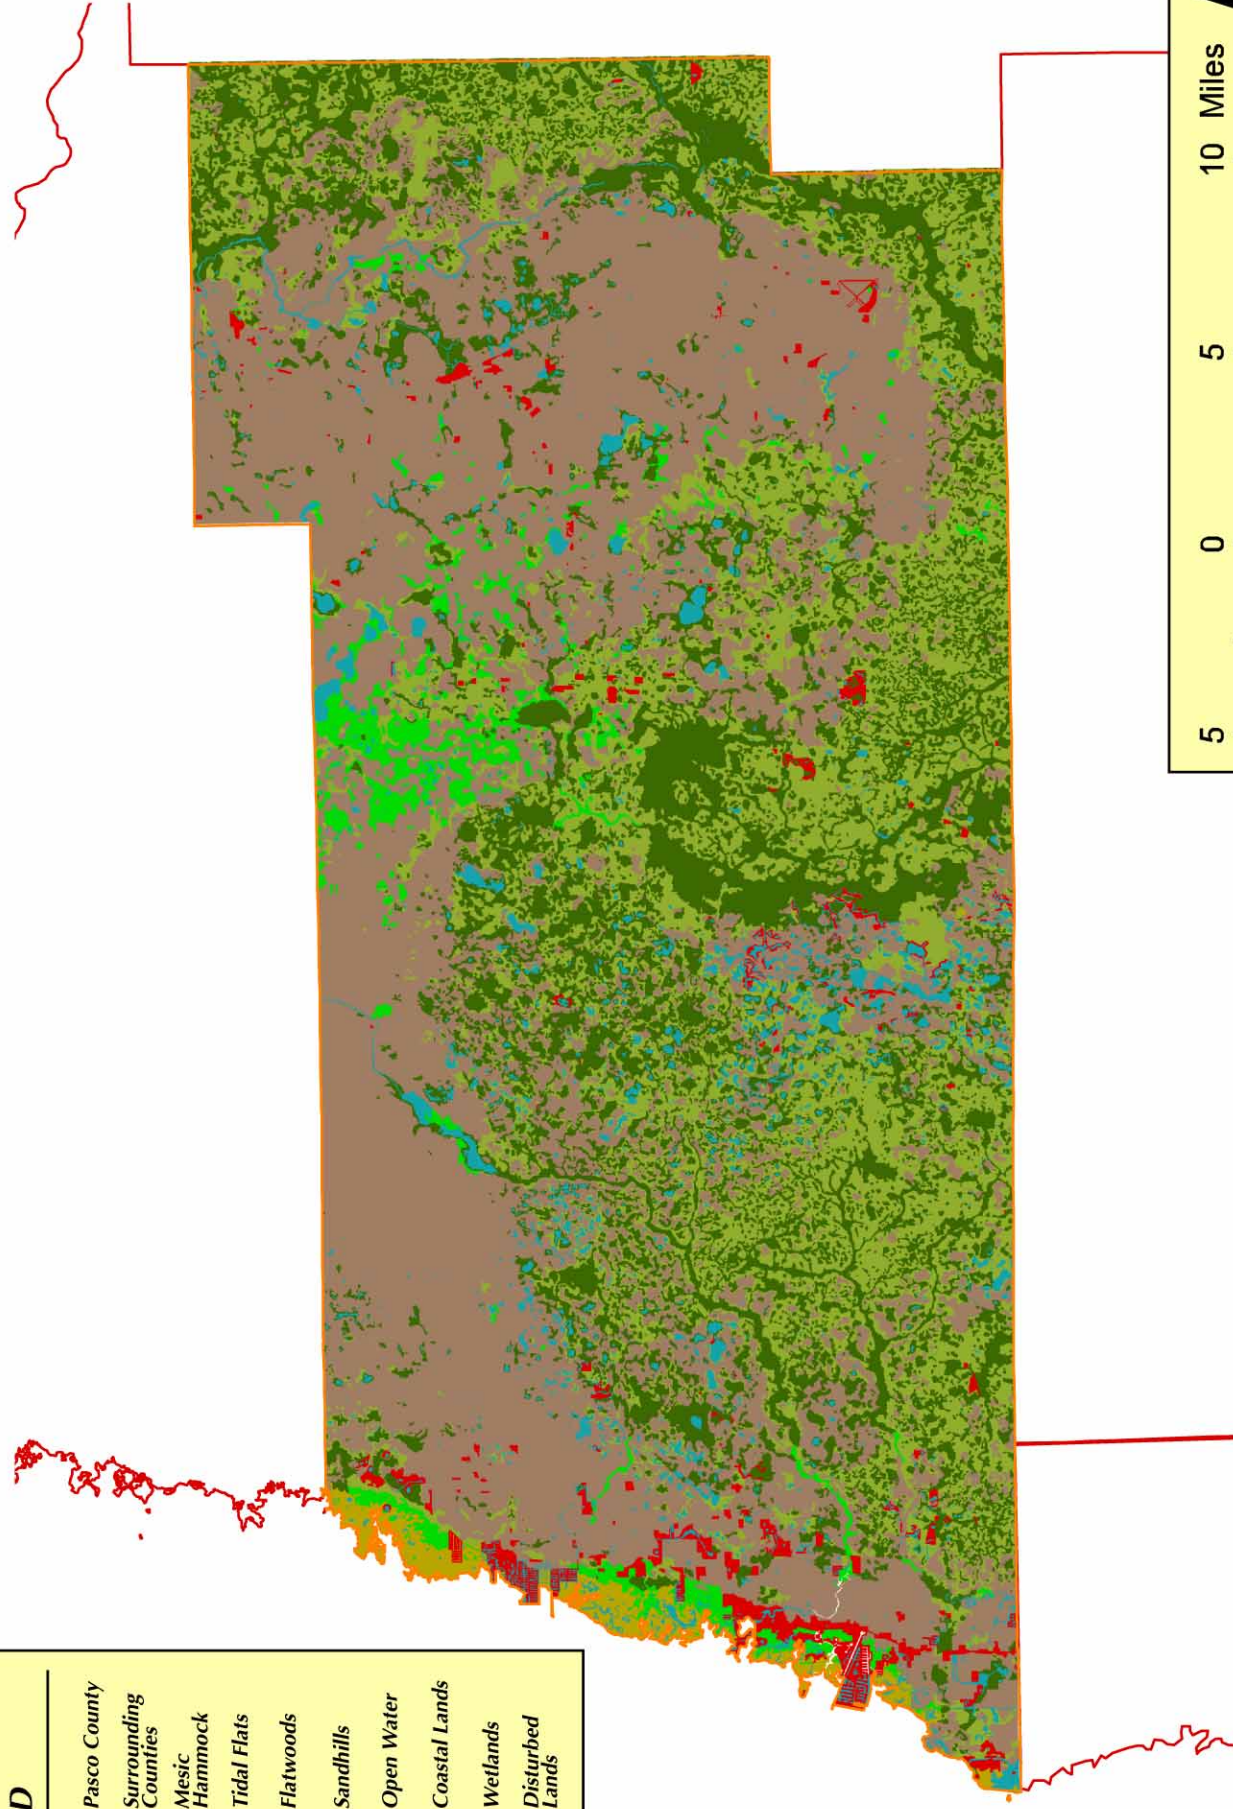 D
Pasco County
Surrounding
Counties
Mesic
Hammock
Tidal Flats
Flatwoods
Sandhills
Open Water
Coastal Lands
Wetlands
Disturbed
Lands
5 0 5 10 Miles